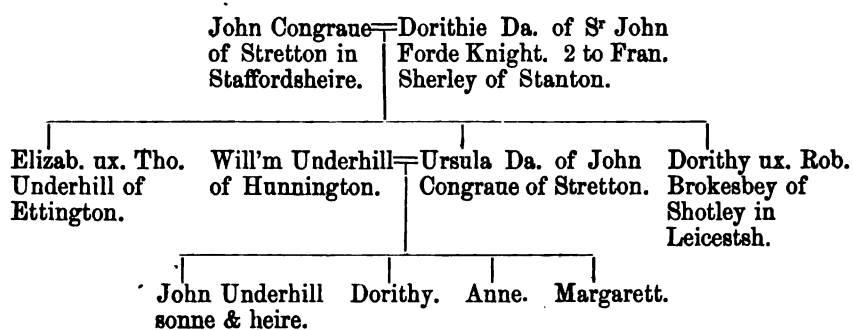 John Congraue=Dorithie Da. of Sʳ John
of Stretton in Forde Knight. 2 to Fran.
Staffordsheire. Sherley of Stanton.
Elizab. ux. Tho.
Underhill of
Ettington.
Will'm Underhill=Ursula Da. of John
of Hunnington. Congraue of Stretton.
Dorithy ux. Rob.
Brokesbey of
Shotley in
Leicestsh.
John Underhill
sonne & heire.
Dorithy.
Anne.
Margarett.